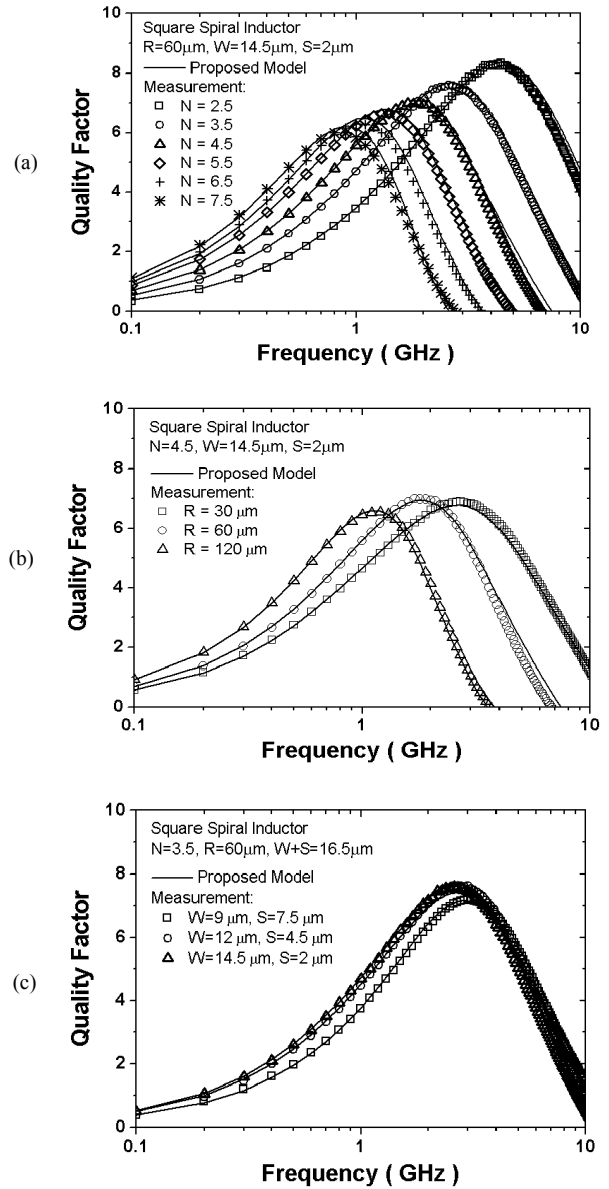 (a)
Square Spiral Inductor
R=60μm, W=14.5μm, S=2μm
Proposed Model
Measurement:
N = 2.5
N = 3.5
N = 4.5
N = 5.5
N = 6.5
N = 7.5
Quality Factor
10
8
6
4
2
0
0.1
1
10
Frequency ( GHz )
(b)
Square Spiral Inductor
N=4.5, W=14.5μm, S=2μm
Proposed Model
Measurement:
R = 30 μm
R = 60 μm
R = 120 μm
Quality Factor
10
8
6
4
2
0
0.1
1
10
Frequency ( GHz )
(c)
Square Spiral Inductor
N=3.5, R=60μm, W+S=16.5μm
Proposed Model
Measurement:
W=9 μm, S=7.5 μm
W=12 μm, S=4.5 μm
W=14.5 μm, S=2 μm
Quality Factor
10
8
6
4
2
0
0.1
1
10
Frequency ( GHz )